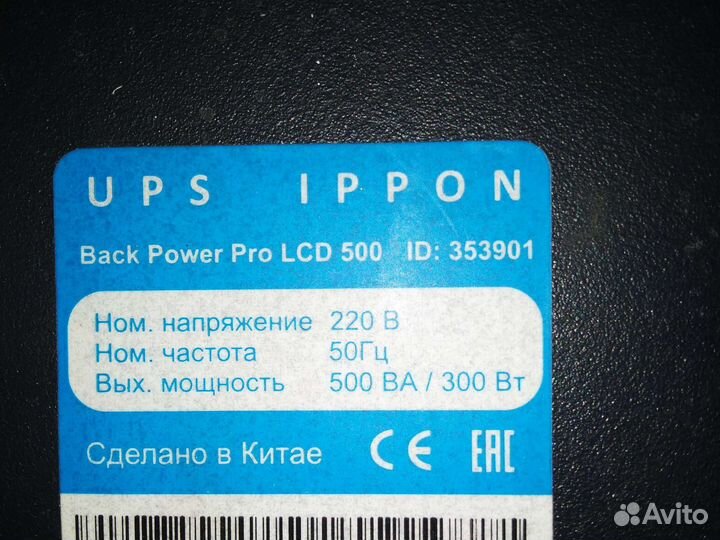 UPS IPPON
Back Power Pro LCD 500 ID: 353901
Ном. напряжение 220 В
Ном. частота 50Гц
Вых. мощность 500 ВА / 300 Вт
Сделано в Китае CE EAC
Avito